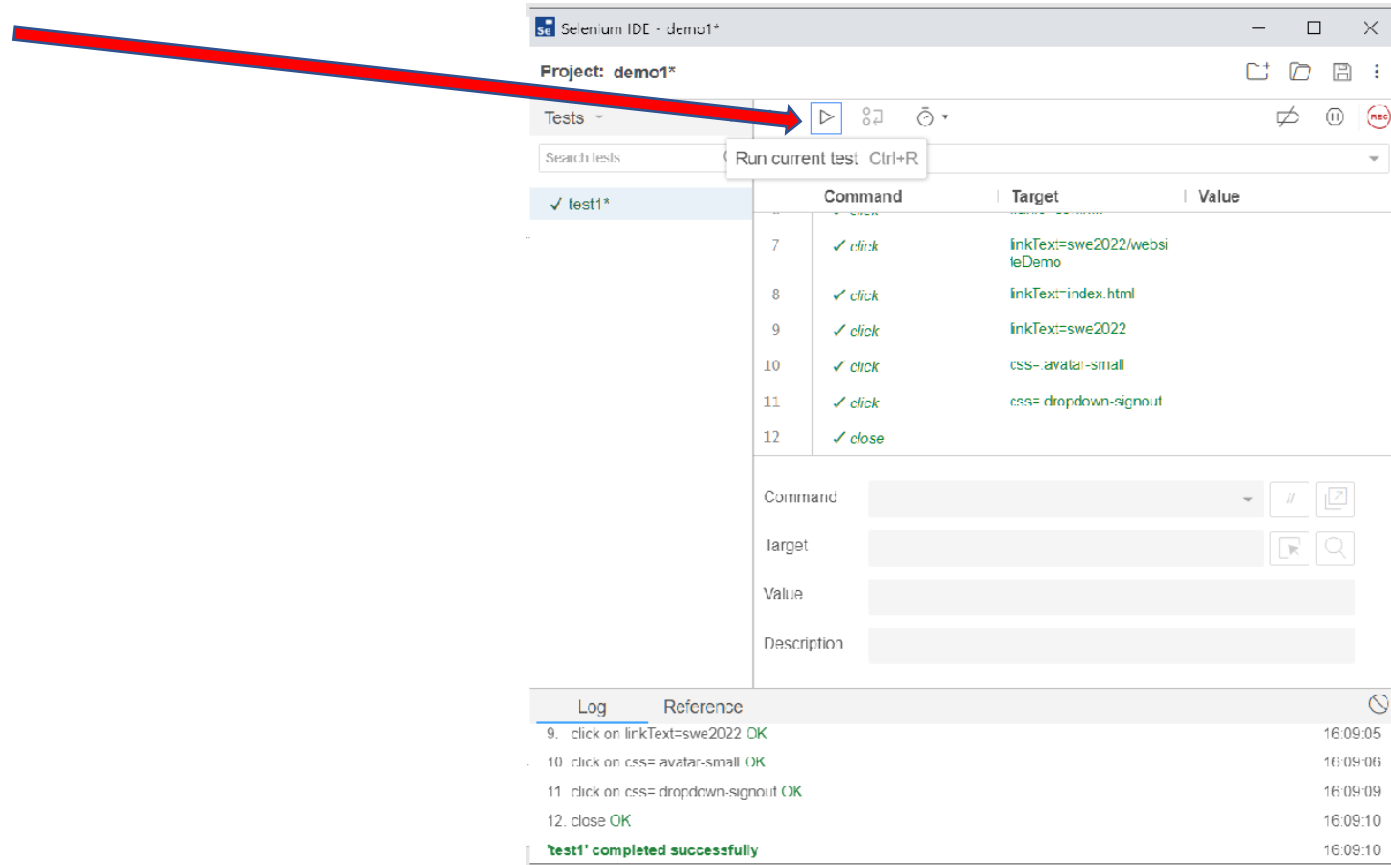 Se Selenium IDE - demo1*
Project: demo1*
Tests
REC
Search tests
Run current test Ctrl+R
Command Target Value
✓ test1*
click
7 ✓ click linkText=swe2022/websi
teDemo
8 ✓ click linkText=index.html
9 ✓ click linkText=swe2022
10 ✓ click css=.avatar-small
11 ✓ click css=.dropdown-signout
12 ✓ close
Command //
Target
Value
Description
Log Reference
9. click on linkText=swe2022 OK 16:09:05
10. click on css=.avatar-small OK 16:09:06
11. click on css=.dropdown-signout OK 16:09:09
12. close OK 16:09:10
'test1' completed successfully 16:09:10